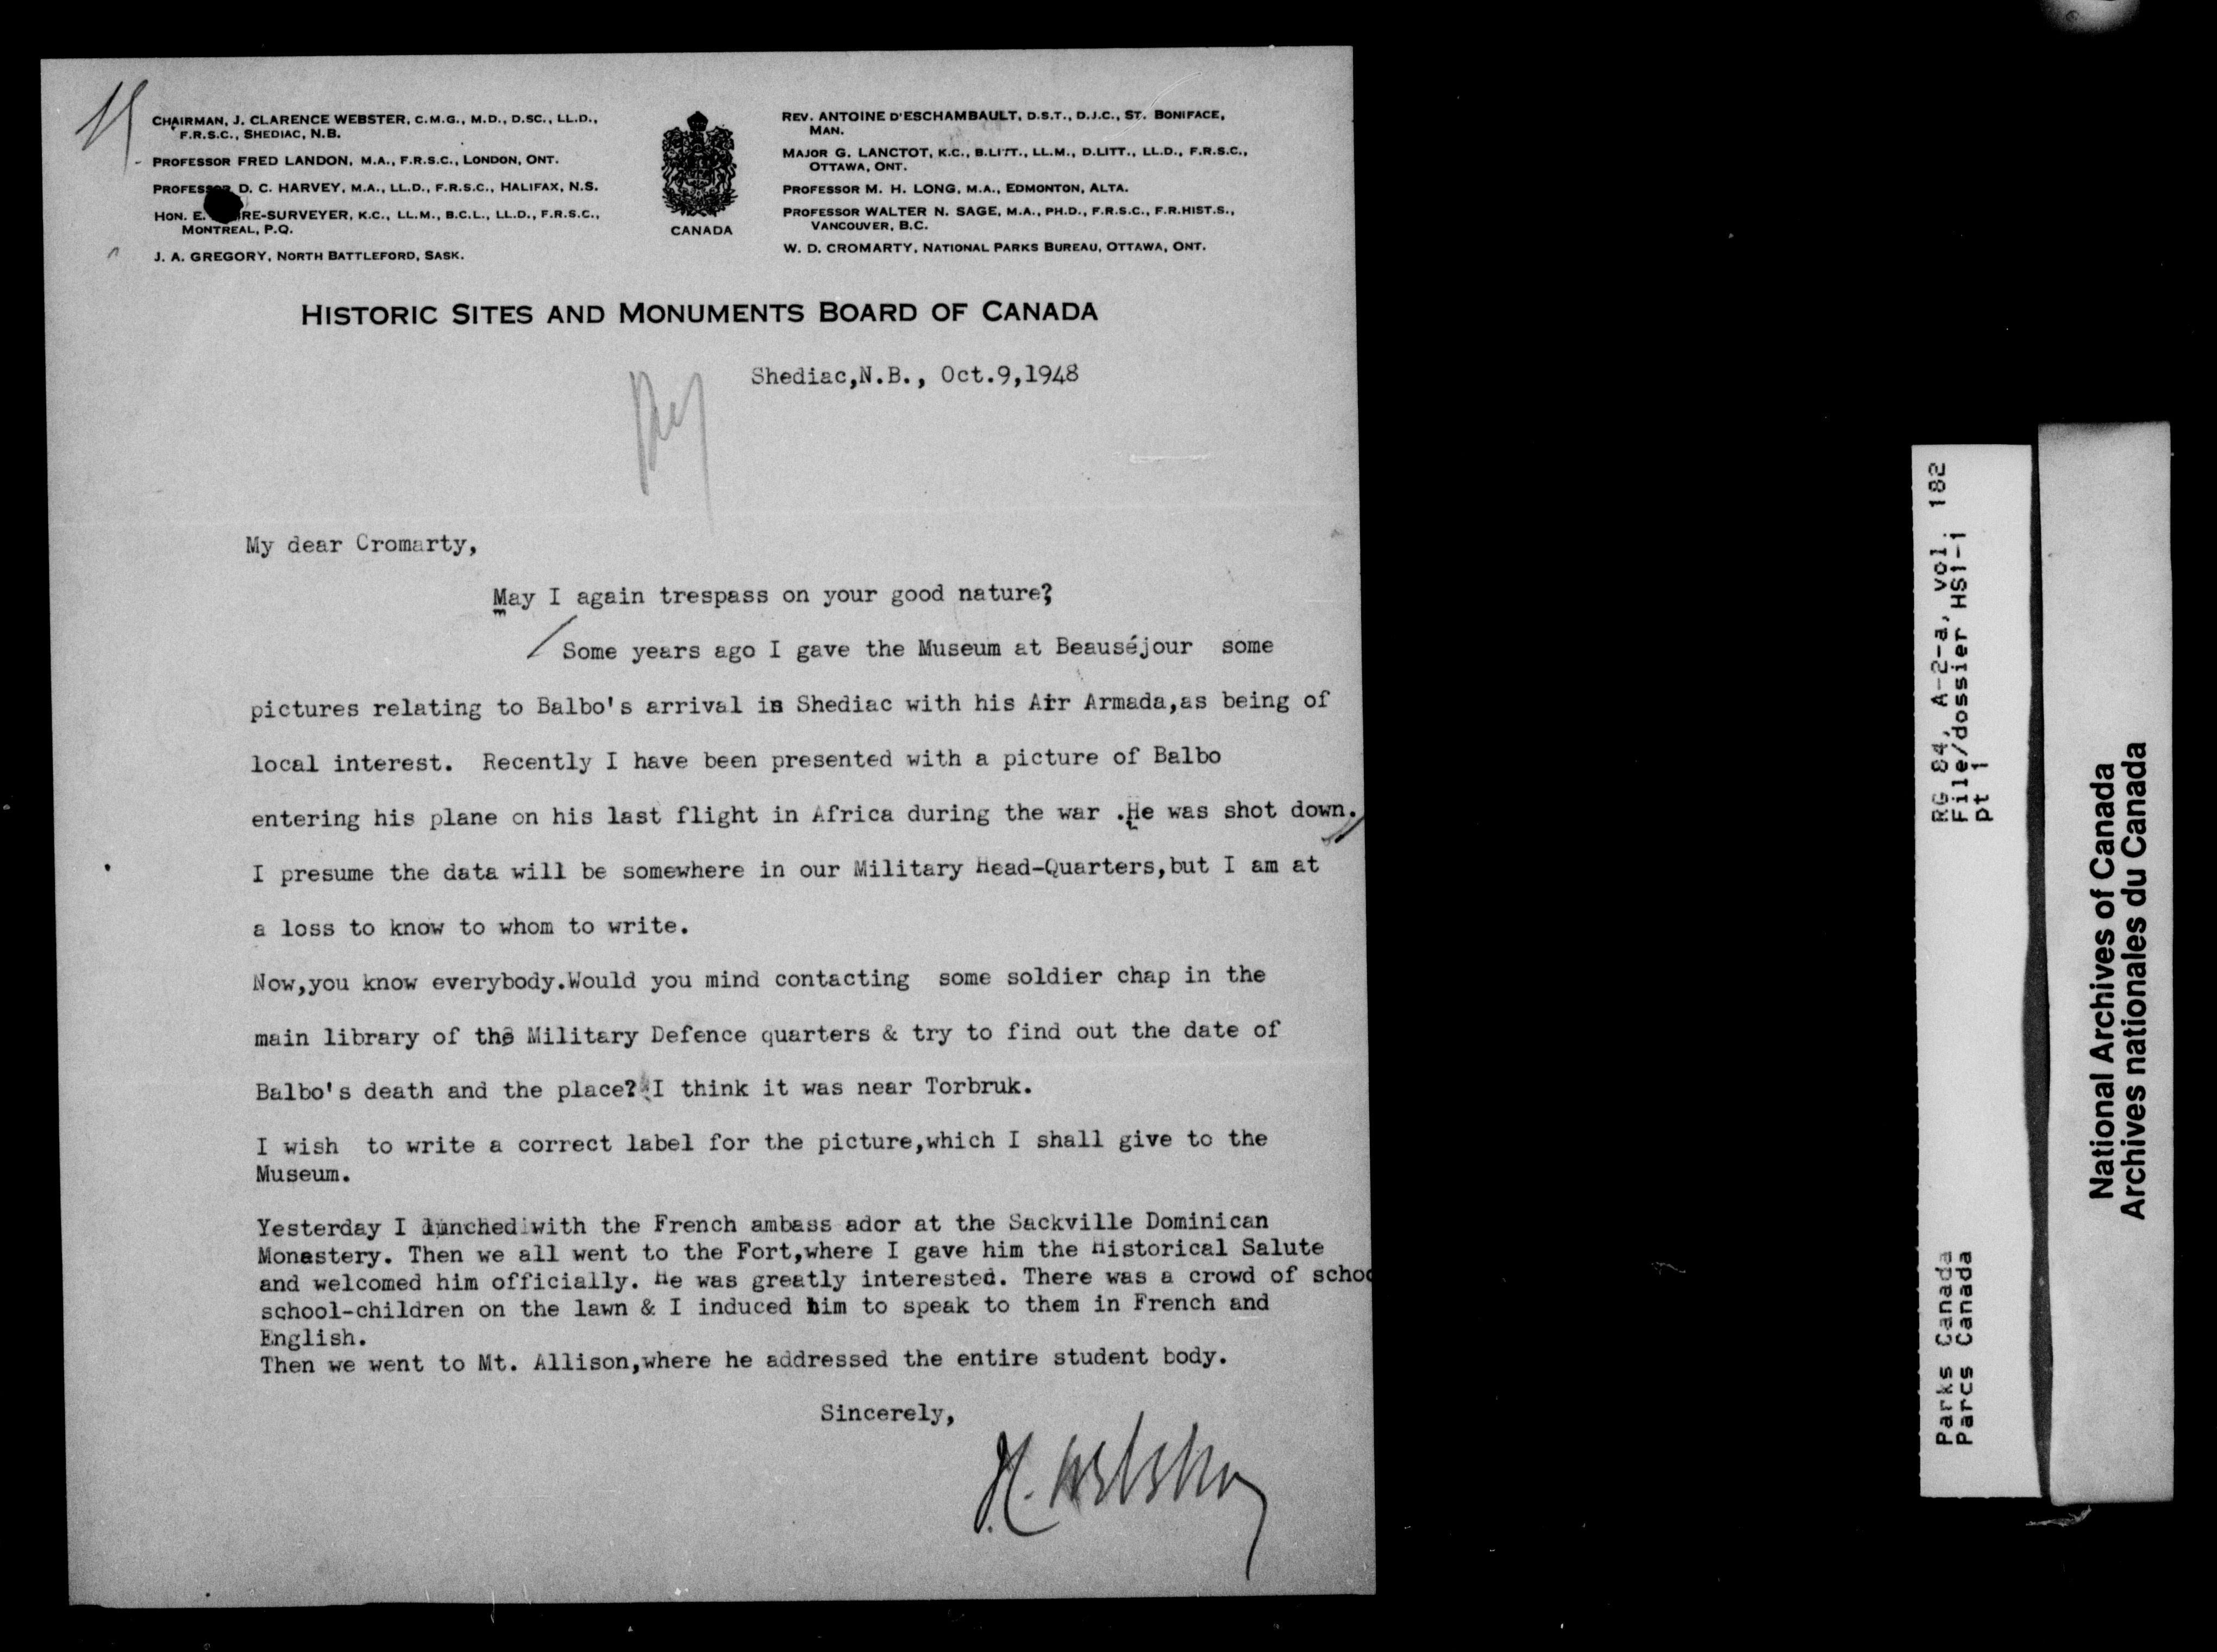 CHAIRMAN, J. CLARENCE WEBSTER, C.M.G., M.D., D.SC., LL.D.,
F.R.S.C., SHEDIAC, N.B.
PROFESSOR FRED LANDON, M.A., F.R.S.C., LONDON, ONT.
PROFESSOR D. C. HARVEY, M.A., LL.D., F.R.S.C., HALIFAX, N.S.
HON. E. RE-SURVEYER, K.C., LL.M., B.C.L., LL.D., F.R.S.C.,
MONTREAL, P.Q.
J. A. GREGORY, NORTH BATTLEFORD, SASK.
CANADA
REV. ANTOINE D'ESCHAMBAULT, D.S.T., D.J.C., ST. BONIFACE,
MAN.
MAJOR G. LANCTOT, K.C., B.LITT., LL.M., D.LITT., LL.D., F.R.S.C.,
OTTAWA, ONT.
PROFESSOR M. H. LONG, M.A., EDMONTON, ALTA.
PROFESSOR WALTER N. SAGE, M.A., PH.D., F.R.S.C., F.R.HIST.S.,
VANCOUVER, B.C.
W. D. CROMARTY, NATIONAL PARKS BUREAU, OTTAWA, ONT.
HISTORIC SITES AND MONUMENTS BOARD OF CANADA
Shediac,N.B., Oct.9,1948
My dear Cromarty,
May I again trespass on your good nature?
Some years ago I gave the Museum at Beauséjour some
pictures relating to Balbo's arrival in Shediac with his Air Armada,as being of
local interest. Recently I have been presented with a picture of Balbo
entering his plane on his last flight in Africa during the war .He was shot down.
I presume the data will be somewhere in our Military Head-Quarters,but I am at
a loss to know to whom to write.
Now,you know everybody.Would you mind contacting some soldier chap in the
main library of the Military Defence quarters & try to find out the date of
Balbo's death and the place? I think it was near Torbruk.
I wish to write a correct label for the picture,which I shall give to the
Museum.
Yesterday I lunched with the French ambass ador at the Sackville Dominican
Monastery. Then we all went to the Fort,where I gave him the Historical Salute
and welcomed him officially. He was greatly interested. There was a crowd of schoo
school-children on the lawn & I induced him to speak to them in French and
English.
Then we went to Mt. Allison,where he addressed the entire student body.
Sincerely,
J.C. Webster
RG 84, A-2-a, vol. 182
File/dossier HS1-1
pt 1
Parks Canada
Parcs Canada
National Archives of Canada
Archives nationales du Canada